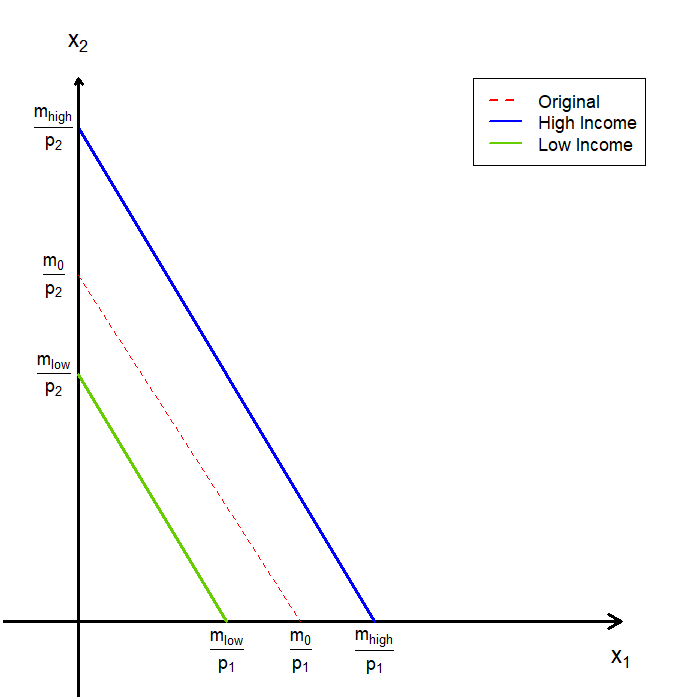 x2
Original
High Income
Low Income
mhigh
p2
m0
p2
mlow
p2
mlow
p1
m0
p1
mhigh
p1
x1